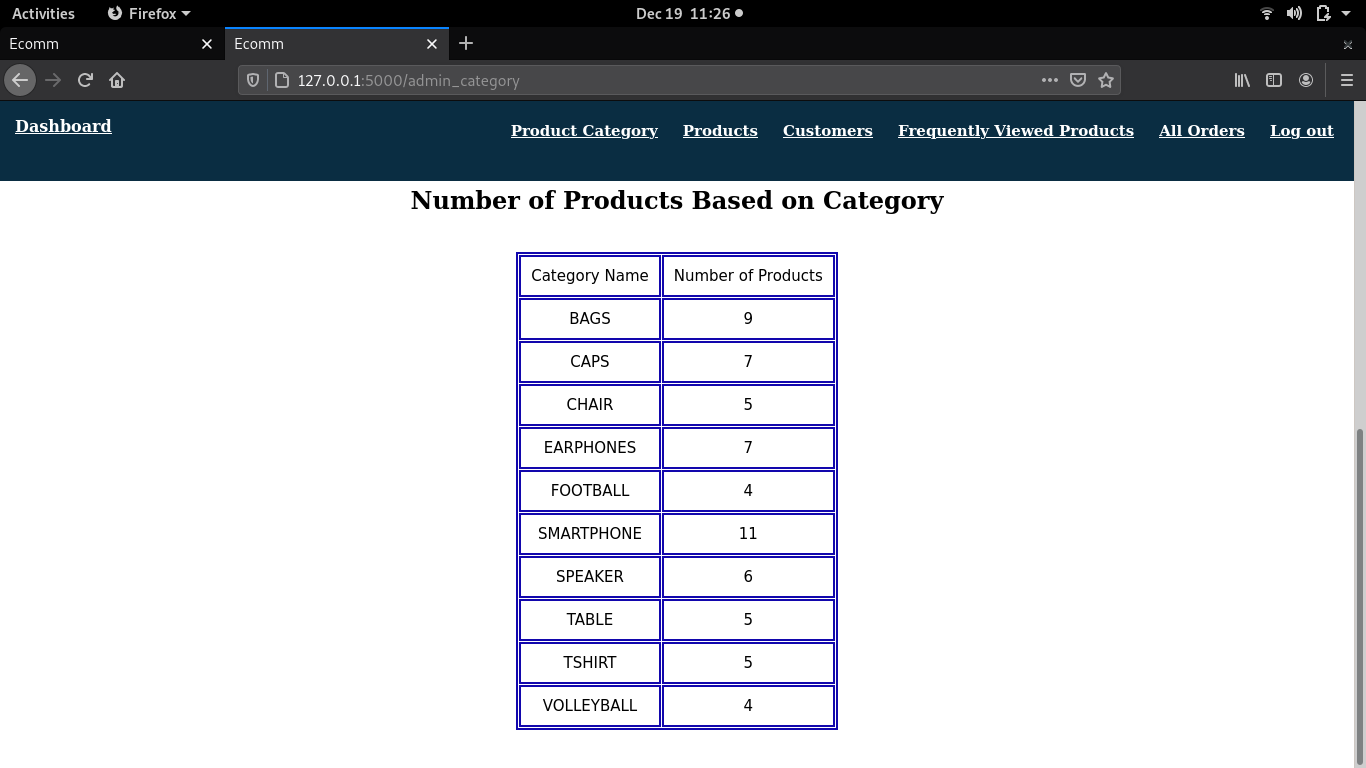 Activities Firefox Dec 19 11:26
Ecomm Ecomm
127.0.0.1:5000/admin_category
Dashboard Product Category Products Customers Frequently Viewed Products All Orders Log out
Number of Products Based on Category
Category Name Number of Products
BAGS 9
CAPS 7
CHAIR 5
EARPHONES 7
FOOTBALL 4
SMARTPHONE 11
SPEAKER 6
TABLE 5
TSHIRT 5
VOLLEYBALL 4